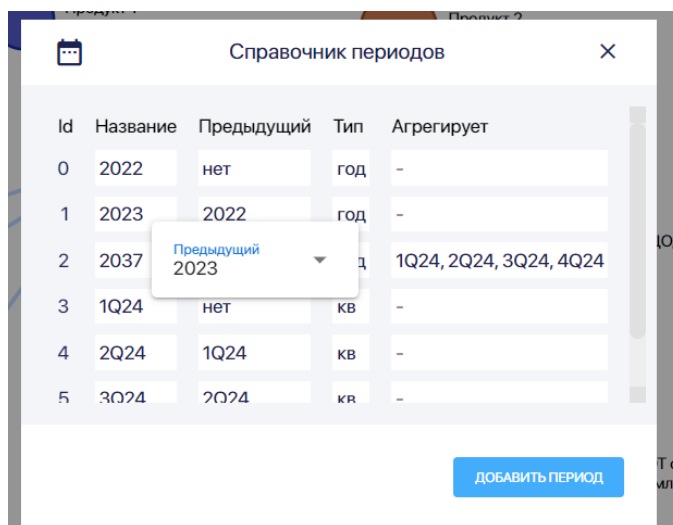 Продукт 2
Справочник периодов
Id Название Предыдущий Тип Агрегирует
0 2022 нет год -
1 2023 2022 год -
Предыдущий
2 2037 2023 1Q24, 2Q24, 3Q24, 4Q24
3 1Q24 нет кв -
4 2Q24 1Q24 кв -
5 3Q24 2Q24 кв -
ДОБАВИТЬ ПЕРИОД